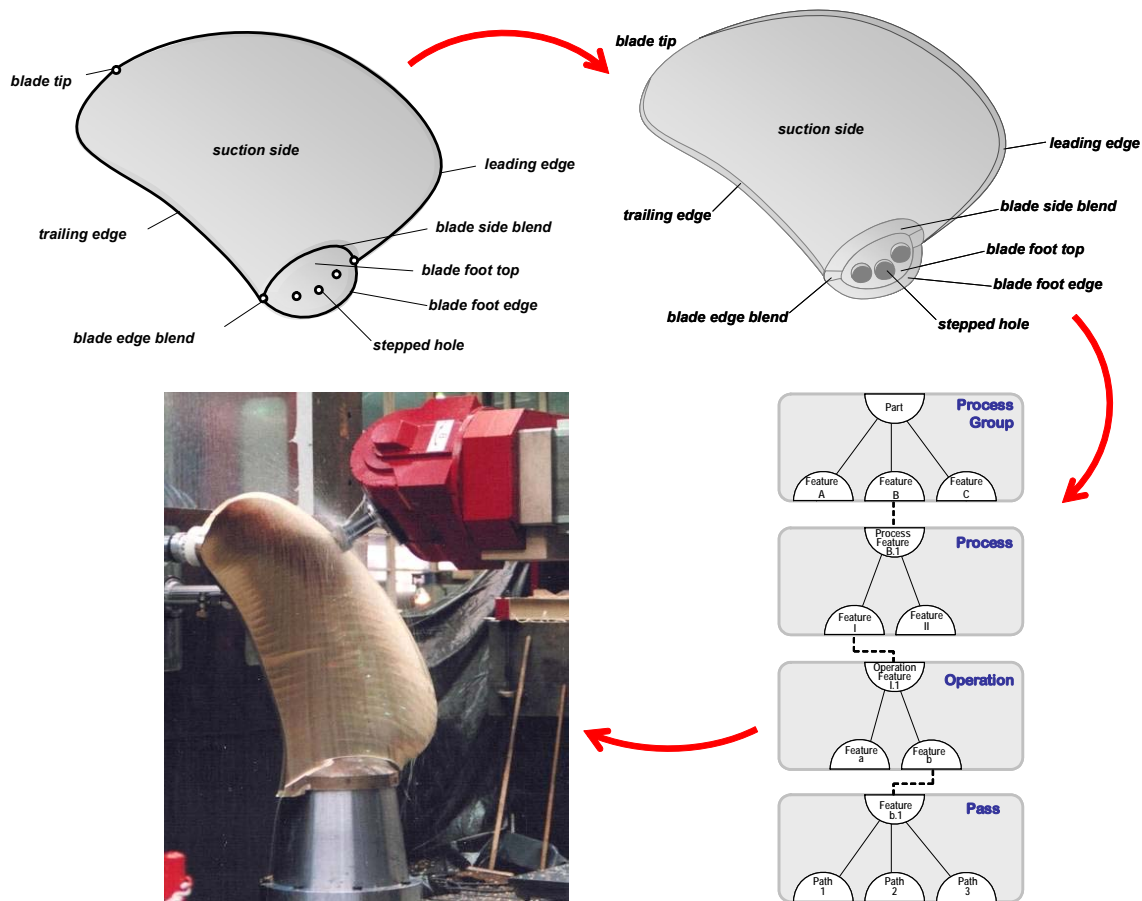 blade tip
suction side
leading edge
trailing edge
blade side blend
blade foot top
blade foot edge
blade edge blend
stepped hole
blade tip
suction side
leading edge
trailing edge
blade side blend
blade foot top
blade foot edge
blade edge blend
stepped hole
Part
Process
Group
Feature
A
Feature
B
Feature
C
Process
Feature
B.1
Process
Feature
I
Feature
II
Operation
Feature
I.1
Operation
Feature
a
Feature
b
Feature
b.1
Pass
Path
1
Path
2
Path
3